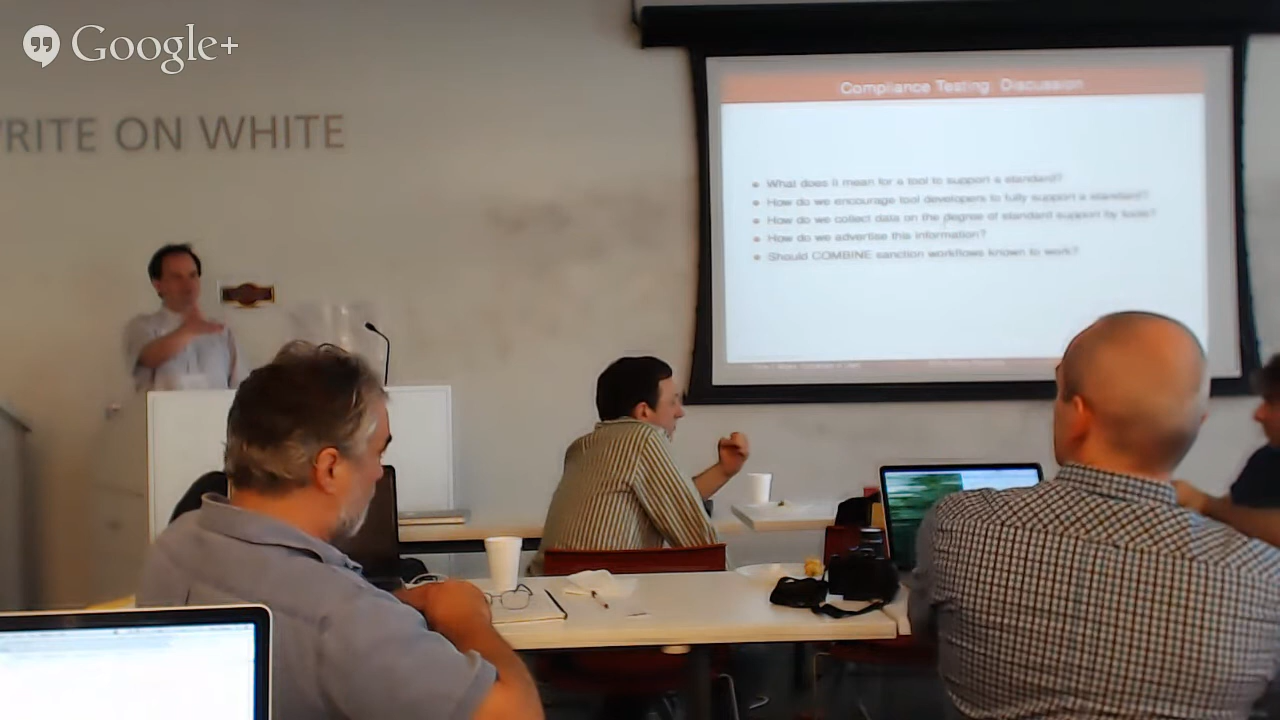 Google+
RITE ON WHITE
Compliance Testing: Discussion
What does it mean for a tool to support a standard?
How do we encourage tool developers to fully support a standard?
How do we collect data on the degree of standard support by tools?
How do we advertise this information?
Should COMBINE sanction workflows known to work?